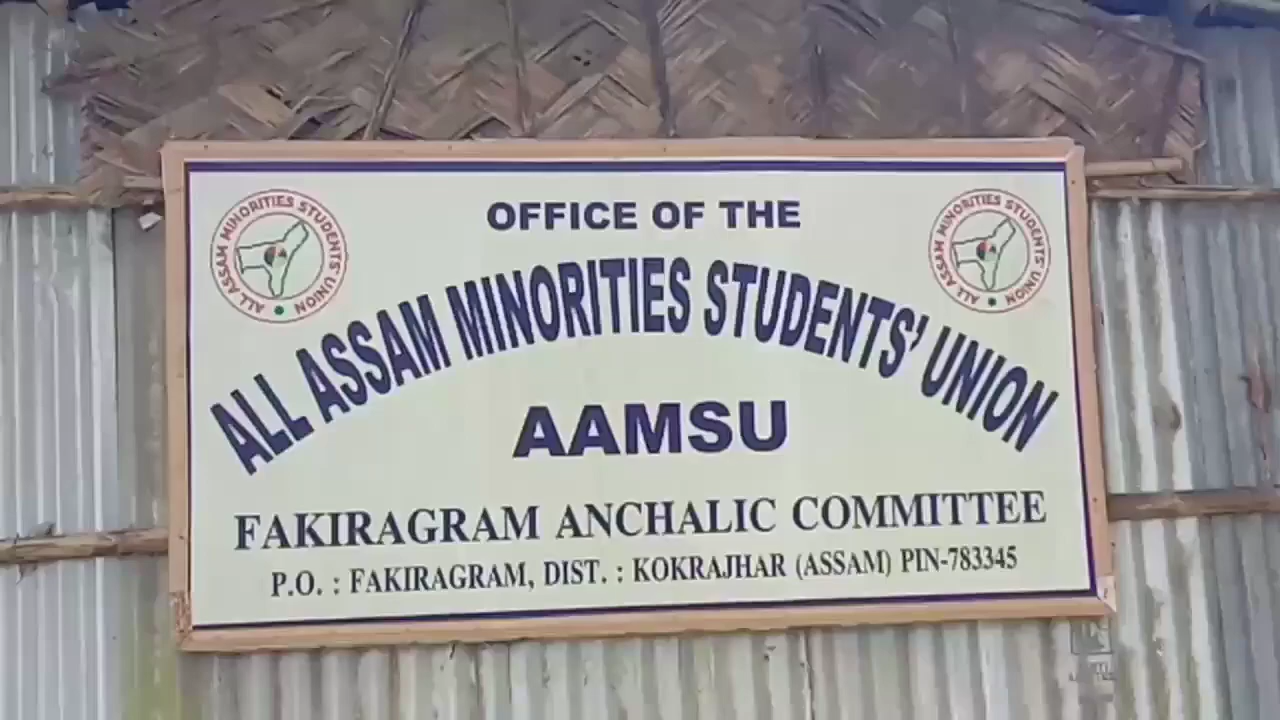 OFFICE OF THE
ALL ASSAM MINORITIES STUDENTS' UNION
AAMSU
FAKIRAGRAM ANCHALIC COMMITTEE
P.O. : FAKIRAGRAM, DIST. : KOKRAJHAR (ASSAM) PIN-783345
ALL ASSAM MINORITIES STUDENTS' UNION
ALL ASSAM MINORITIES STUDENTS' UNION